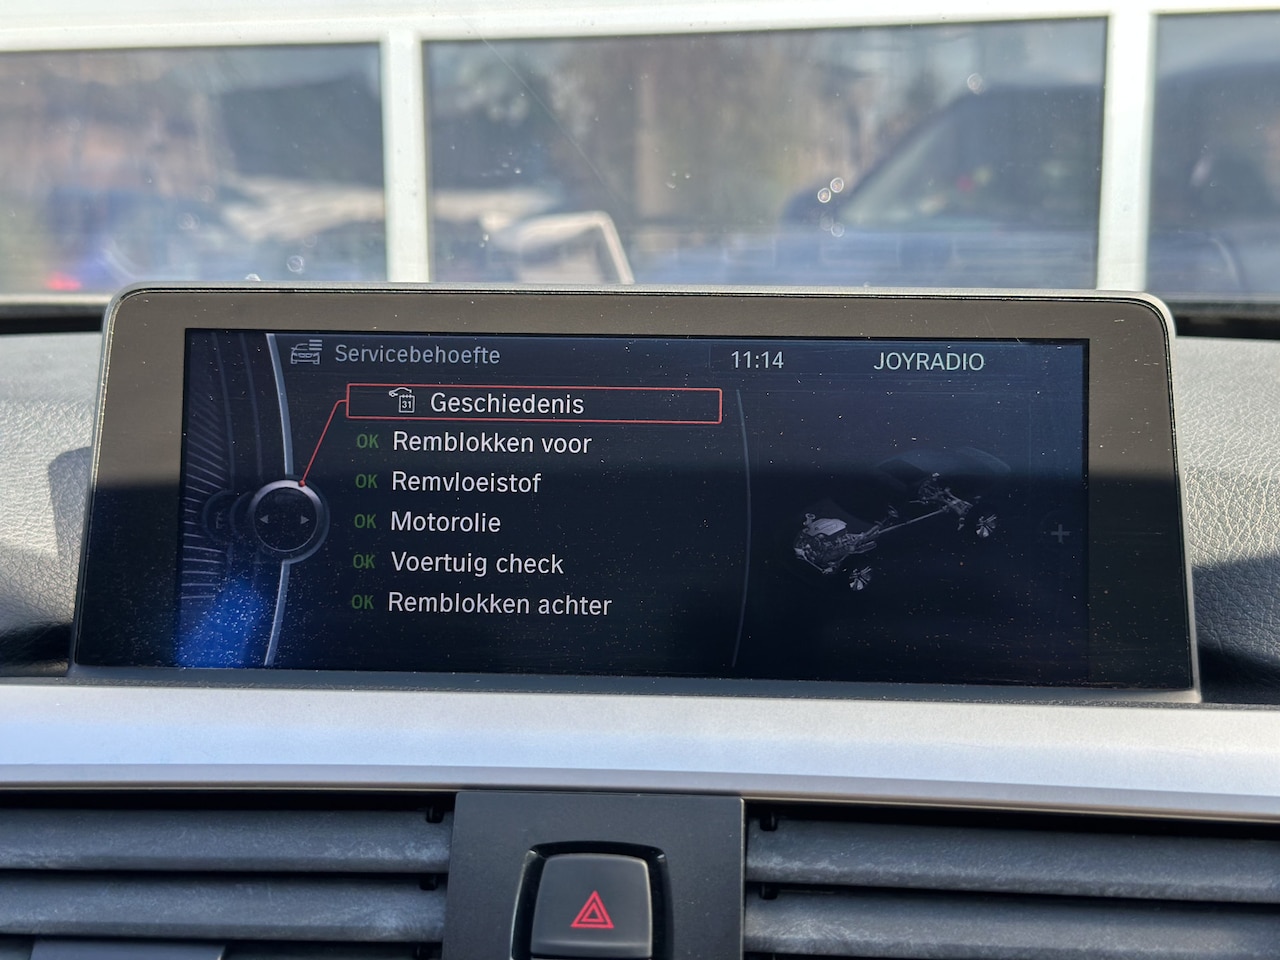 Servicebehoefte
11:14
JOYRADIO
31
Geschiedenis
OK Remblokken voor
OK Remvloeistof
OK Motorolie
OK Voertuig check
OK Remblokken achter